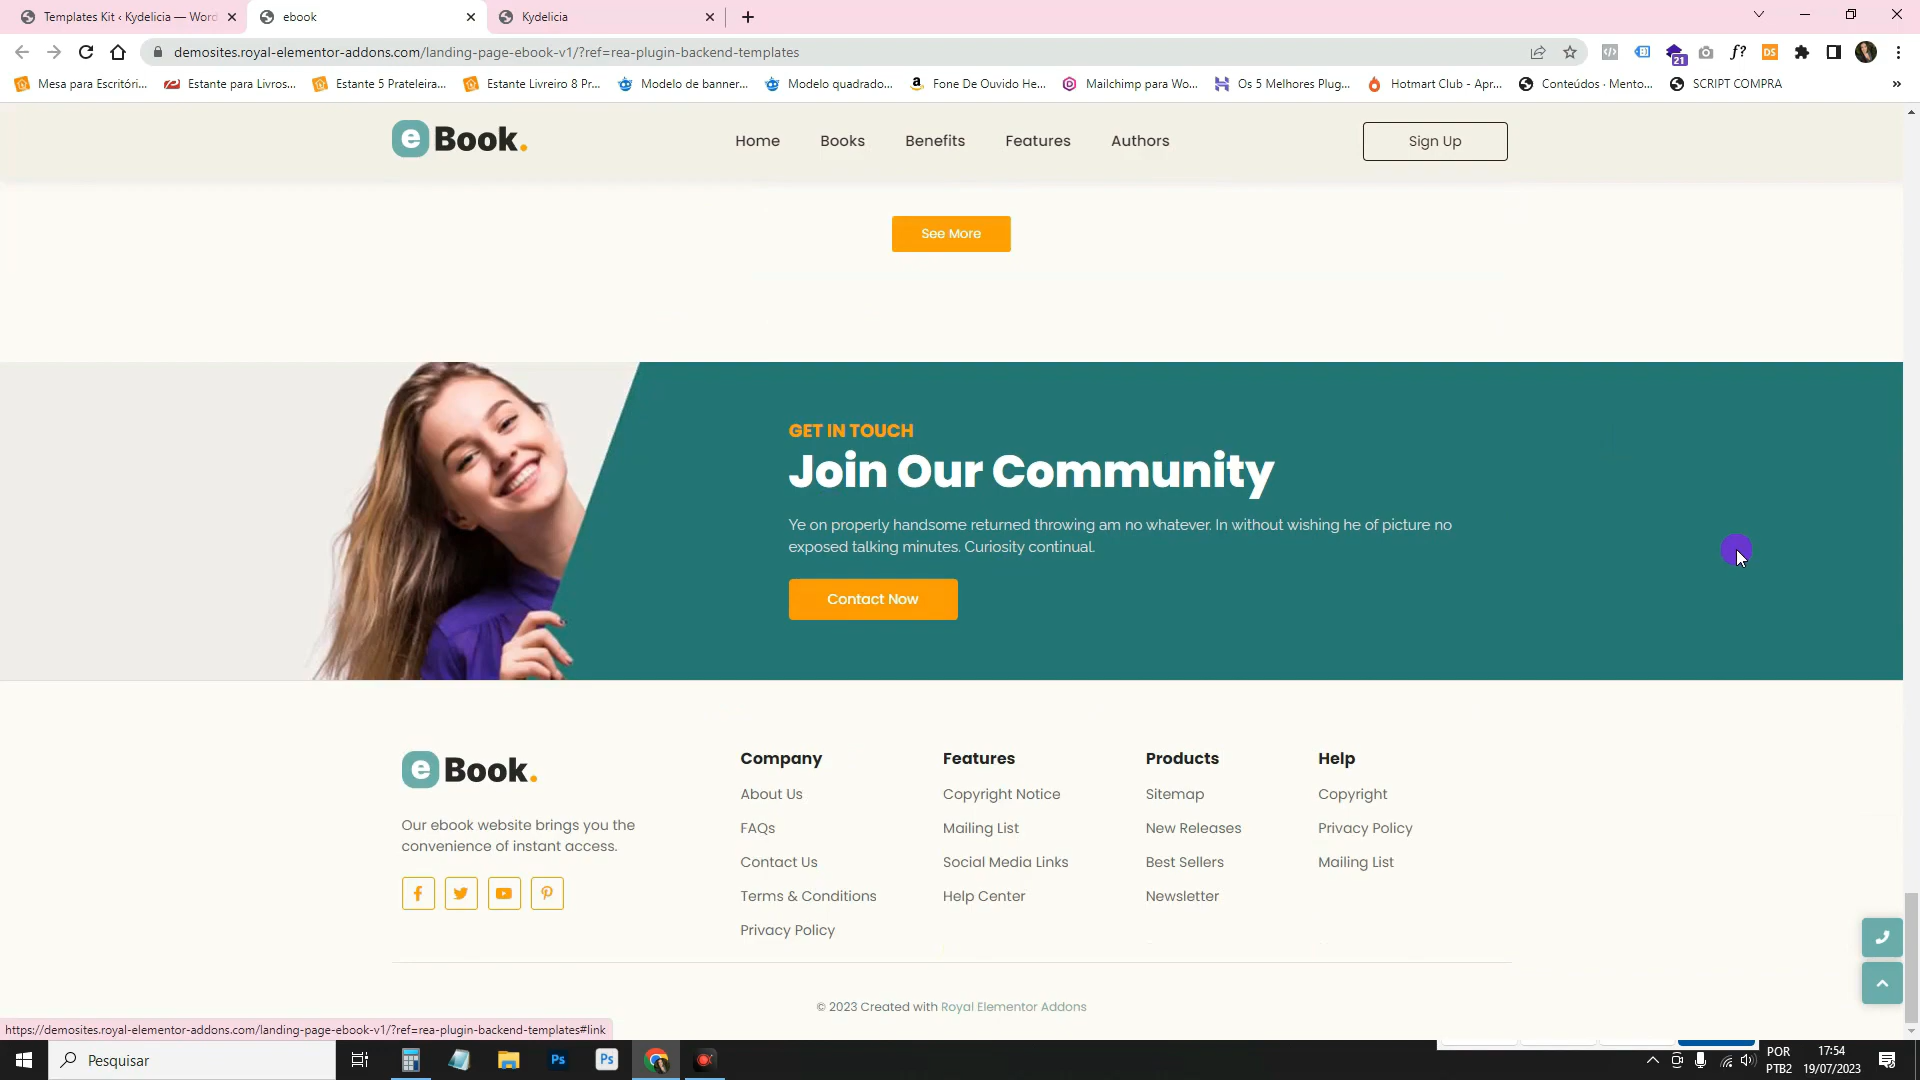 Templates Kit ‹ Kydelicia — Word
ebook
Kydelicia
demosites.royal-elementor-addons.com/landing-page-ebook-v1/?ref=rea-plugin-backend-templates
21
f?
DS
Mesa para Escritóri...
Estante para Livros...
Estante 5 Prateleira...
Estante Livreiro 8 Pr...
Modelo de banner...
Modelo quadrado...
Fone De Ouvido He...
Mailchimp para Wo...
Os 5 Melhores Plug...
Hotmart Club - Apr...
Conteúdos · Mento...
SCRIPT COMPRA
»
e Book.
Home
Books
Benefits
Features
Authors
Sign Up
See More
GET IN TOUCH
Join Our Community
Ye on properly handsome returned throwing am no whatever. In without wishing he of picture no
exposed talking minutes. Curiosity continual.
Contact Now
e Book.
Our ebook website brings you the
convenience of instant access.
Company
About Us
FAQs
Contact Us
Terms & Conditions
Privacy Policy
Features
Copyright Notice
Mailing List
Social Media Links
Help Center
Products
Sitemap
New Releases
Best Sellers
Newsletter
Help
Copyright
Privacy Policy
Mailing List
© 2023 Created with Royal Elementor Addons
https://demosites.royal-elementor-addons.com/landing-page-ebook-v1/?ref=rea-plugin-backend-templates#link
Pesquisar
Ps
Ps
POR
PTB2
17:54
19/07/2023